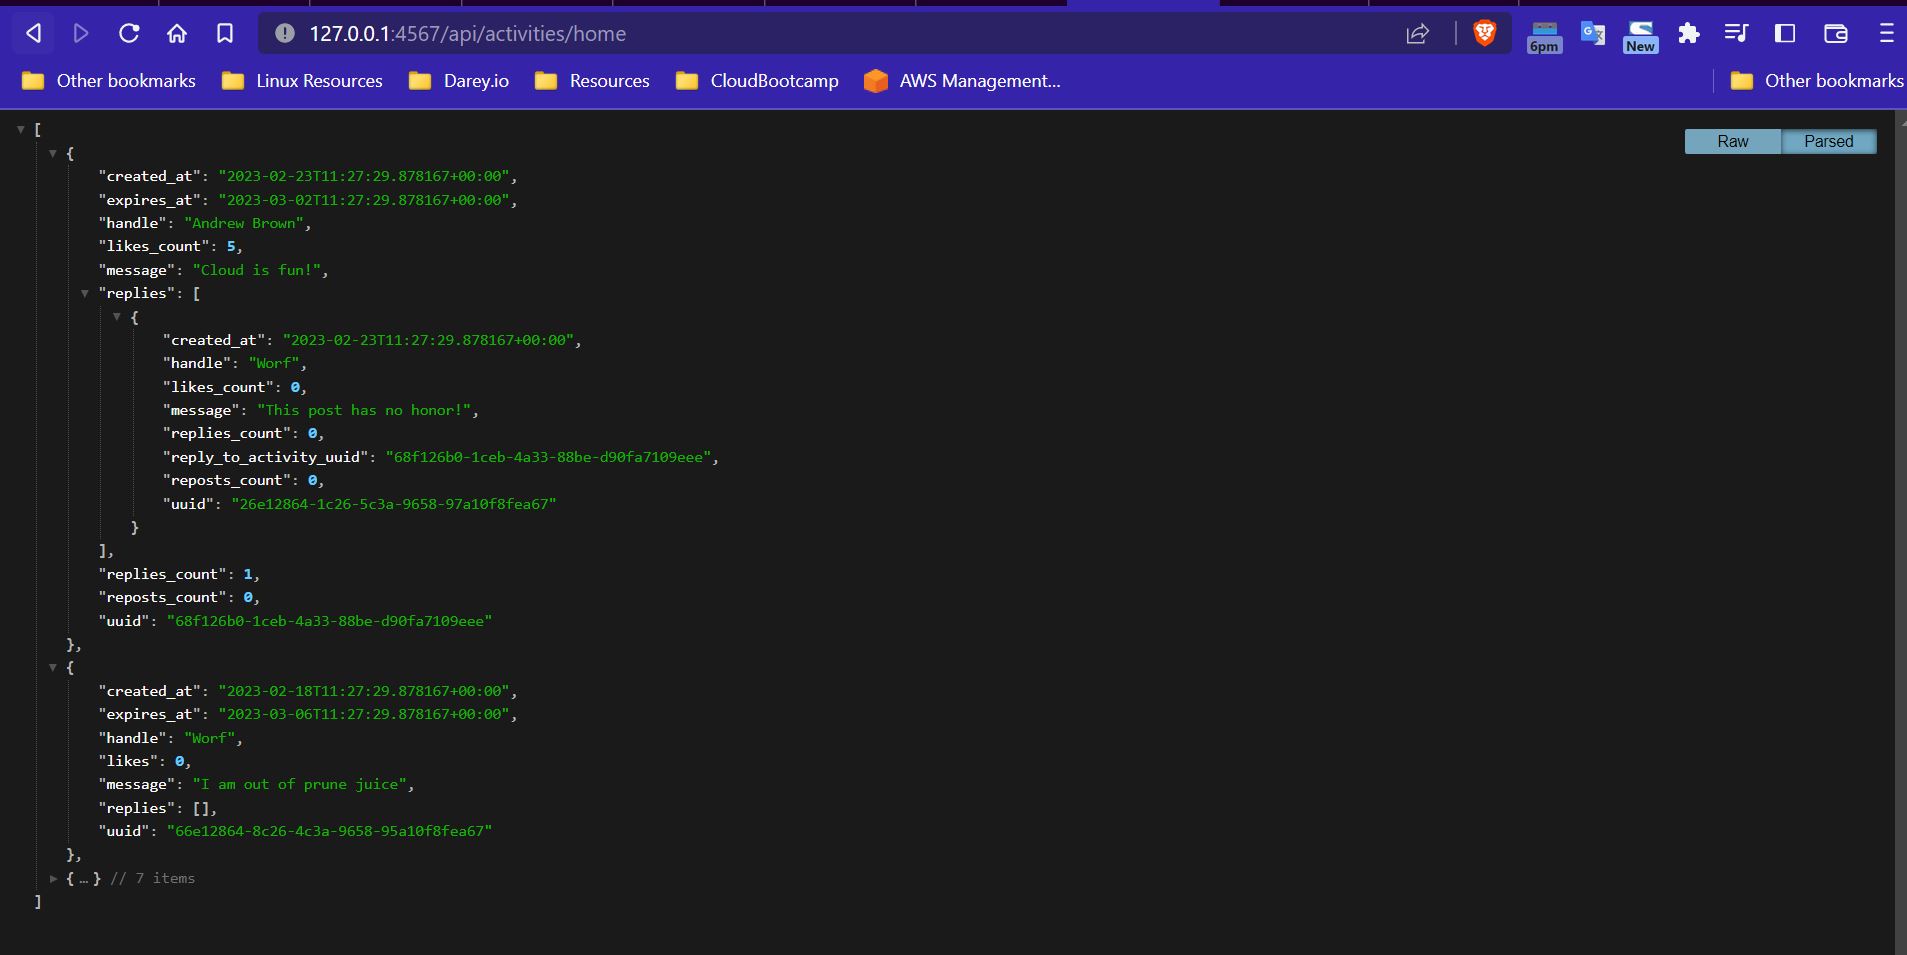 127.0.0.1:4567/api/activities/home
6pm
New
Other bookmarks Linux Resources Darey.io Resources CloudBootcamp AWS Management... Other bookmarks
Raw Parsed
[
{
"created_at": "2023-02-23T11:27:29.878167+00:00",
"expires_at": "2023-03-02T11:27:29.878167+00:00",
"handle": "Andrew Brown",
"likes_count": 5,
"message": "Cloud is fun!",
"replies": [
{
"created_at": "2023-02-23T11:27:29.878167+00:00",
"handle": "Worf",
"likes_count": 0,
"message": "This post has no honor!",
"replies_count": 0,
"reply_to_activity_uuid": "68f126b0-1ceb-4a33-88be-d90fa7109eee",
"reposts_count": 0,
"uuid": "26e12864-1c26-5c3a-9658-97a10f8fea67"
}
],
"replies_count": 1,
"reposts_count": 0,
"uuid": "68f126b0-1ceb-4a33-88be-d90fa7109eee"
},
{
"created_at": "2023-02-18T11:27:29.878167+00:00",
"expires_at": "2023-03-06T11:27:29.878167+00:00",
"handle": "Worf",
"likes": 0,
"message": "I am out of prune juice",
"replies": [],
"uuid": "66e12864-8c26-4c3a-9658-95a10f8fea67"
},
{ … } // 7 items
]